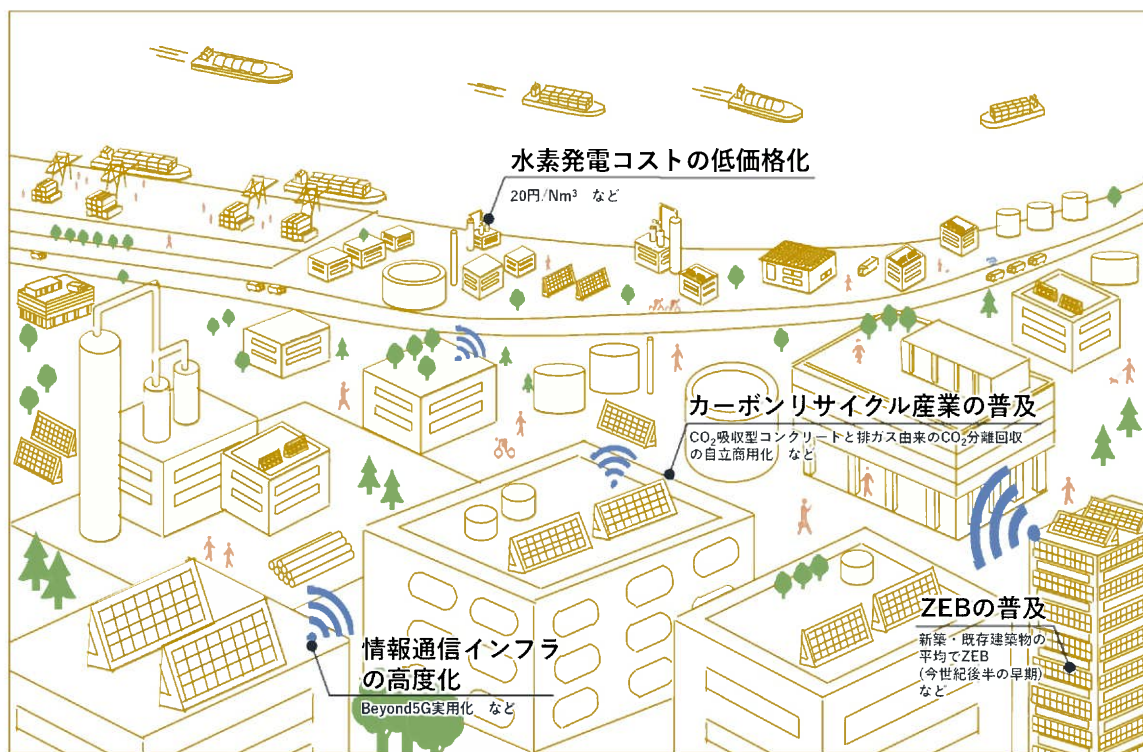 水素発電コストの低価格化
20円/Nm³　など
カーボンリサイクル産業の普及
CO₂吸収型コンクリートと排ガス由来のCO₂分離回収
の自立商用化　など
ZEBの普及
新築・既存建築物の
平均でZEB
(今世紀後半の早期)
など
情報通信インフラ
の高度化
Beyond5G実用化　など